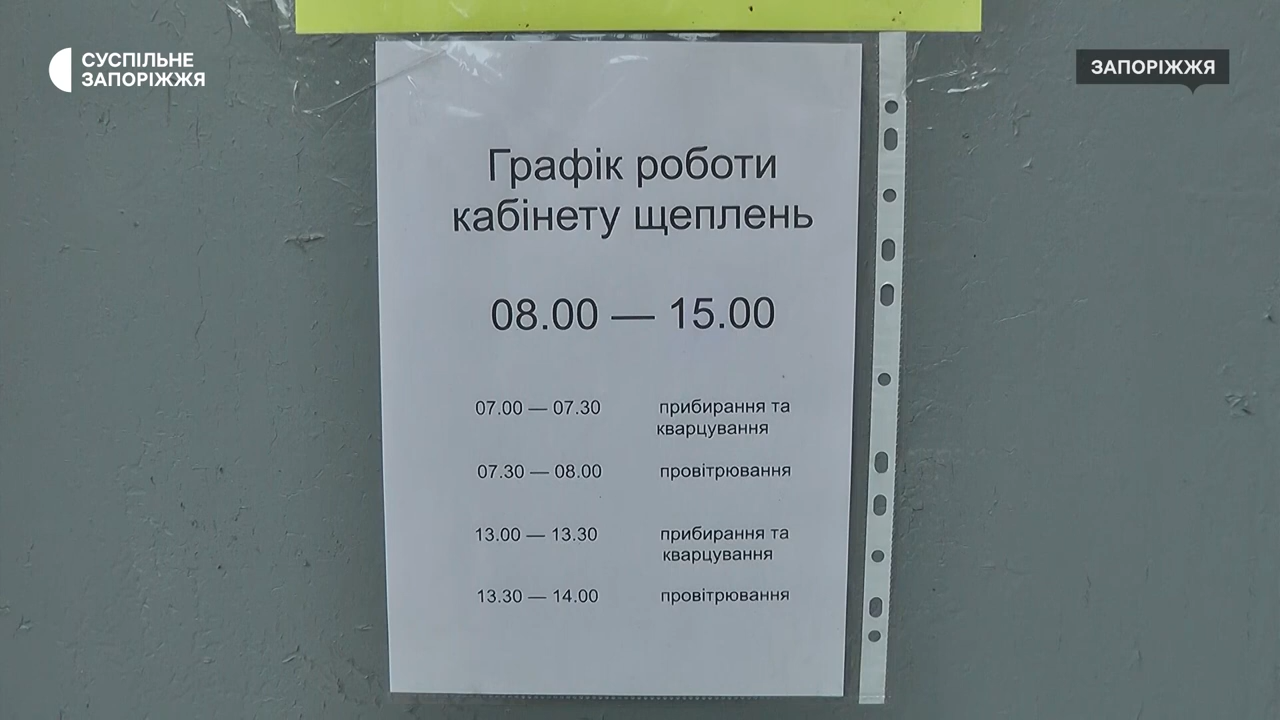 СУСПІЛЬНЕ
ЗАПОРІЖЖЯ
ЗАПОРІЖЖЯ
Графік роботи
кабінету щеплень
08.00 — 15.00
07.00 — 07.30 прибирання та
кварцування
07.30 — 08.00 провітрювання
13.00 — 13.30 прибирання та
кварцування
13.30 — 14.00 провітрювання